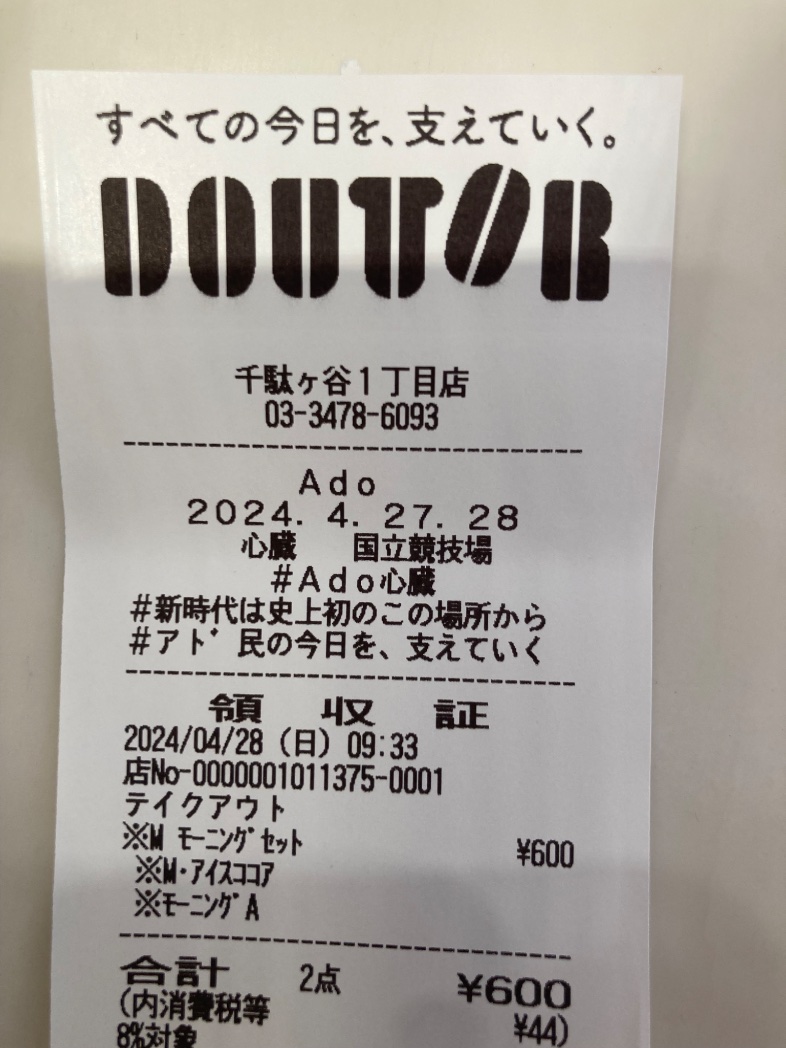 すべての今日を、支えていく。
DOUTOR
千駄ヶ谷1丁目店
03-3478-6093
Ado
2024. 4. 27. 28
心臓 国立競技場
#Ado心臓
#新時代は史上初のこの場所から
#アド民の今日を、支えていく
領 収 証
2024/04/28 (日) 09:33
店No-0000001011375-0001
テイクアウト
※M モーニングセット ¥600
※M・アイスココア
※モーニングA
合計 2点 ¥600
(内消費税等 ¥44)
8%対象